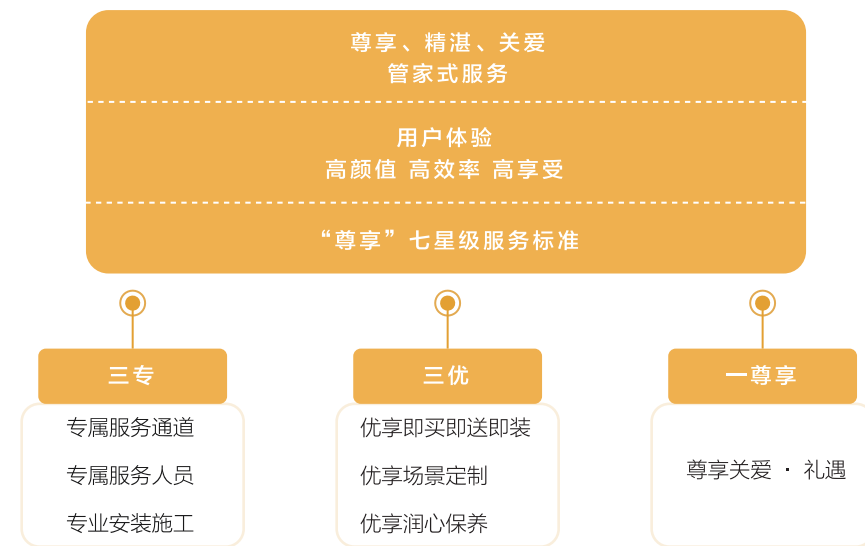 尊享、精湛、关爱
管家式服务
用户体验
高颜值 高效率 高享受
“尊享”七星级服务标准
三专
专属服务通道
专属服务人员
专业安装施工
三优
优享即买即送即装
优享场景定制
优享润心保养
一尊享
尊享关爱 · 礼遇